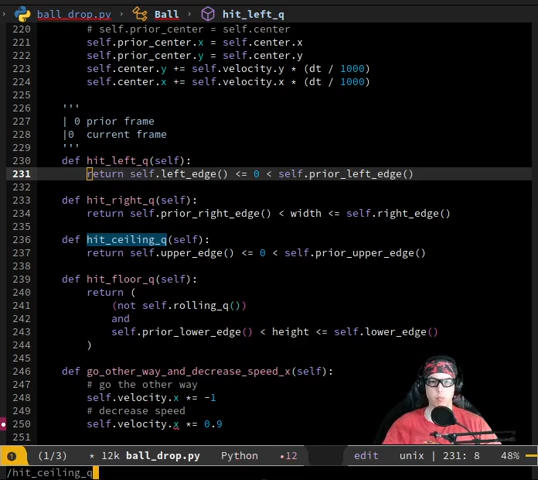 ball_drop.py › Ball › hit_left_q
220 # self.prior_center = self.center
221 self.prior_center.x = self.center.x
222 self.prior_center.y = self.center.y
223 self.center.y += self.velocity.y * (dt / 1000)
224 self.center.x += self.velocity.x * (dt / 1000)
225
226 '''
227 | 0 prior frame
228 |0 current frame
229 '''
230 def hit_left_q(self):
231 return self.left_edge() <= 0 < self.prior_left_edge()
232
233 def hit_right_q(self):
234 return self.prior_right_edge() < width <= self.right_edge()
235
236 def hit_ceiling_q(self):
237 return self.upper_edge() <= 0 < self.prior_upper_edge()
238
239 def hit_floor_q(self):
240 return (
241 (not self.rolling_q())
242 and
243 self.prior_lower_edge() < height <= self.lower_edge()
244 )
245
246 def go_other_way_and_decrease_speed_x(self):
247 # go the other way
248 self.velocity.x *= -1
249 # decrease speed
250 self.velocity.x *= 0.9
251
1 (1/3) * 12k ball_drop.py Python •12 edit unix | 231: 8 48%
/hit_ceiling_q